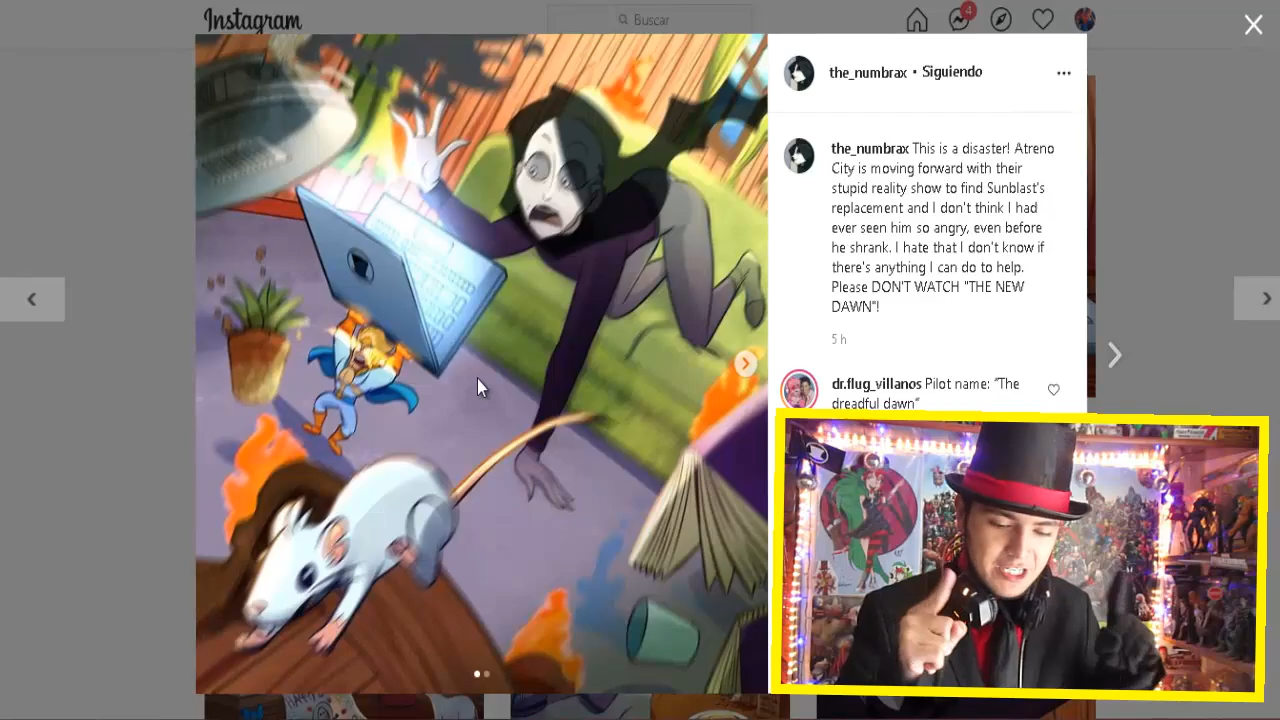 Instagram
Buscar
4
the_numbrax • Siguiendo
the_numbrax This is a disaster! Atreno
City is moving forward with their
stupid reality show to find Sunblast's
replacement and I don't think I had
ever seen him so angry, even before
he shrank. I hate that I don't know if
there's anything I can do to help.
Please DON'T WATCH "THE NEW
DAWN"!
5 h
dr.flug_villanos Pilot name: “The
dreadful dawn“